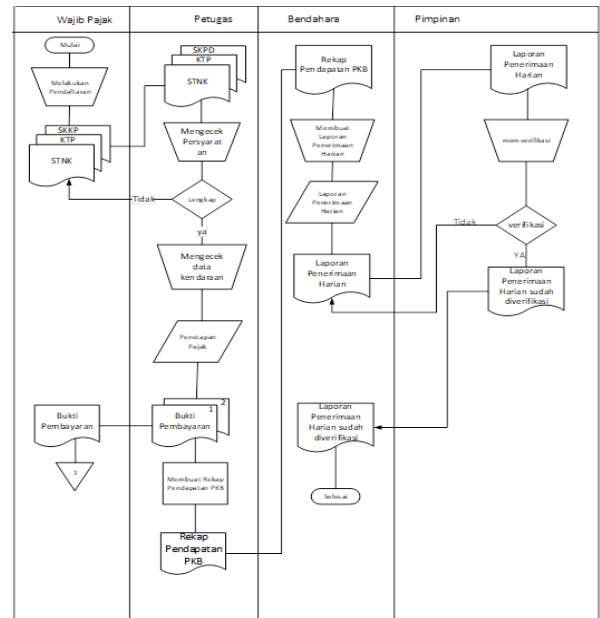 Wajib Pajak
Petugas
Bendahara
Pimpinan
Mulai
Melakukan
Pendaftaran
SKKP
KTP
STNK
SKPD
KTP
STNK
Mengecek
Persyarat
an
Tidak
Lengkap
ya
Mengecek
data
kendaraan
Penetapan
Pajak
2
1
Bukti
Pembayaran
Bukti
Pembayaran
1
Membuat Rekap
Pendapatan PKB
Rekap
Pendapatan
PKB
Rekap
Pendapatan PKB
Membuat
Laporan
Penerimaan
Harian
Laporan
Penerimaan
Harian
Laporan
Penerimaan
Harian
Laporan
Penerimaan
Harian
memverifikasi
Tidak
verifikasi
YA
Laporan
Penerimaan
Harian sudah
diverifikasi
Laporan
Penerimaan
Harian sudah
diverifikasi
Selesai